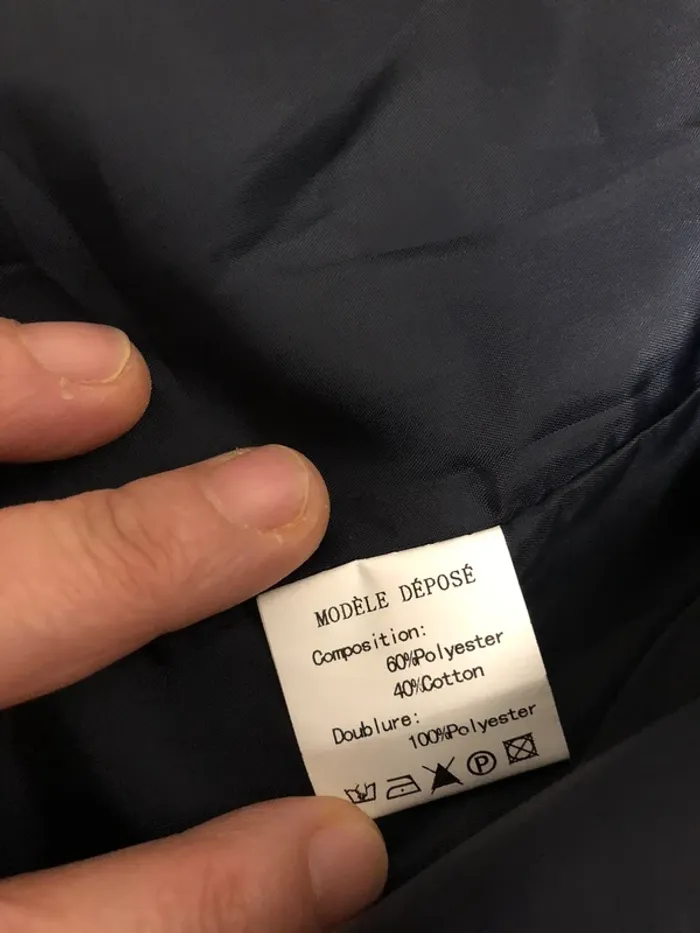 MODÈLE DÉPOSÉ
Composition:
60%Polyester
40%Cotton
Doublure:
100%Polyester
P